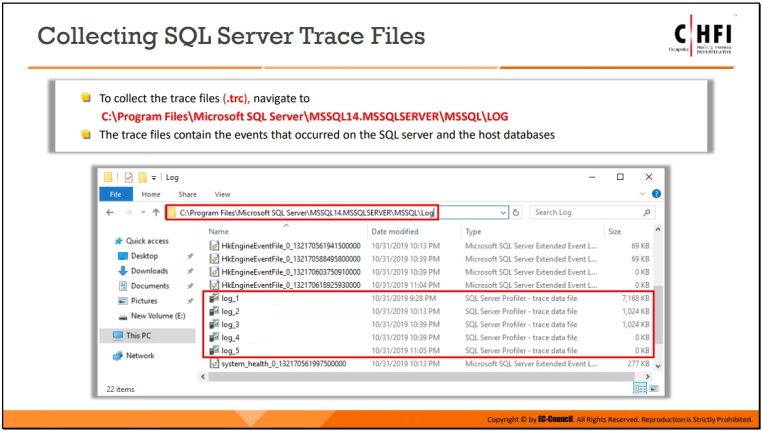 Collecting SQL Server Trace Files
C HFI
Computer
Hacking Forensic
INVESTIGATOR
To collect the trace files (.trc), navigate to
C:\Program Files\Microsoft SQL Server\MSSQL14.MSSQLSERVER\MSSQL\LOG
The trace files contain the events that occurred on the SQL server and the host databases
Log
File Home Share View
C:\Program Files\Microsoft SQL Server\MSSQL14.MSSQLSERVER\MSSQL\Log Search Log
Name Date modified Type Size
Quick access
Desktop
Downloads
Documents
Pictures
New Volume (E:)
This PC
Network
HkEngineEventFile_0_132170561941500000 10/31/2019 10:13 PM Microsoft SQL Server Extended Event L... 69 KB
HkEngineEventFile_0_132170588495800000 10/31/2019 10:39 PM Microsoft SQL Server Extended Event L... 69 KB
HkEngineEventFile_0_132170603750910000 10/31/2019 10:39 PM Microsoft SQL Server Extended Event L... 0 KB
HkEngineEventFile_0_132170618925930000 10/31/2019 11:04 PM Microsoft SQL Server Extended Event L... 0 KB
log_1 10/31/2019 9:28 PM SQL Server Profiler - trace data file 7,168 KB
log_2 10/31/2019 10:13 PM SQL Server Profiler - trace data file 1,024 KB
log_3 10/31/2019 10:39 PM SQL Server Profiler - trace data file 1,024 KB
log_4 10/31/2019 10:39 PM SQL Server Profiler - trace data file 0 KB
log_5 10/31/2019 11:05 PM SQL Server Profiler - trace data file 0 KB
system_health_0_132170561997500000 10/31/2019 10:13 PM Microsoft SQL Server Extended Event L... 277 KB
22 items
Copyright © by EC-Council. All Rights Reserved. Reproduction is Strictly Prohibited.